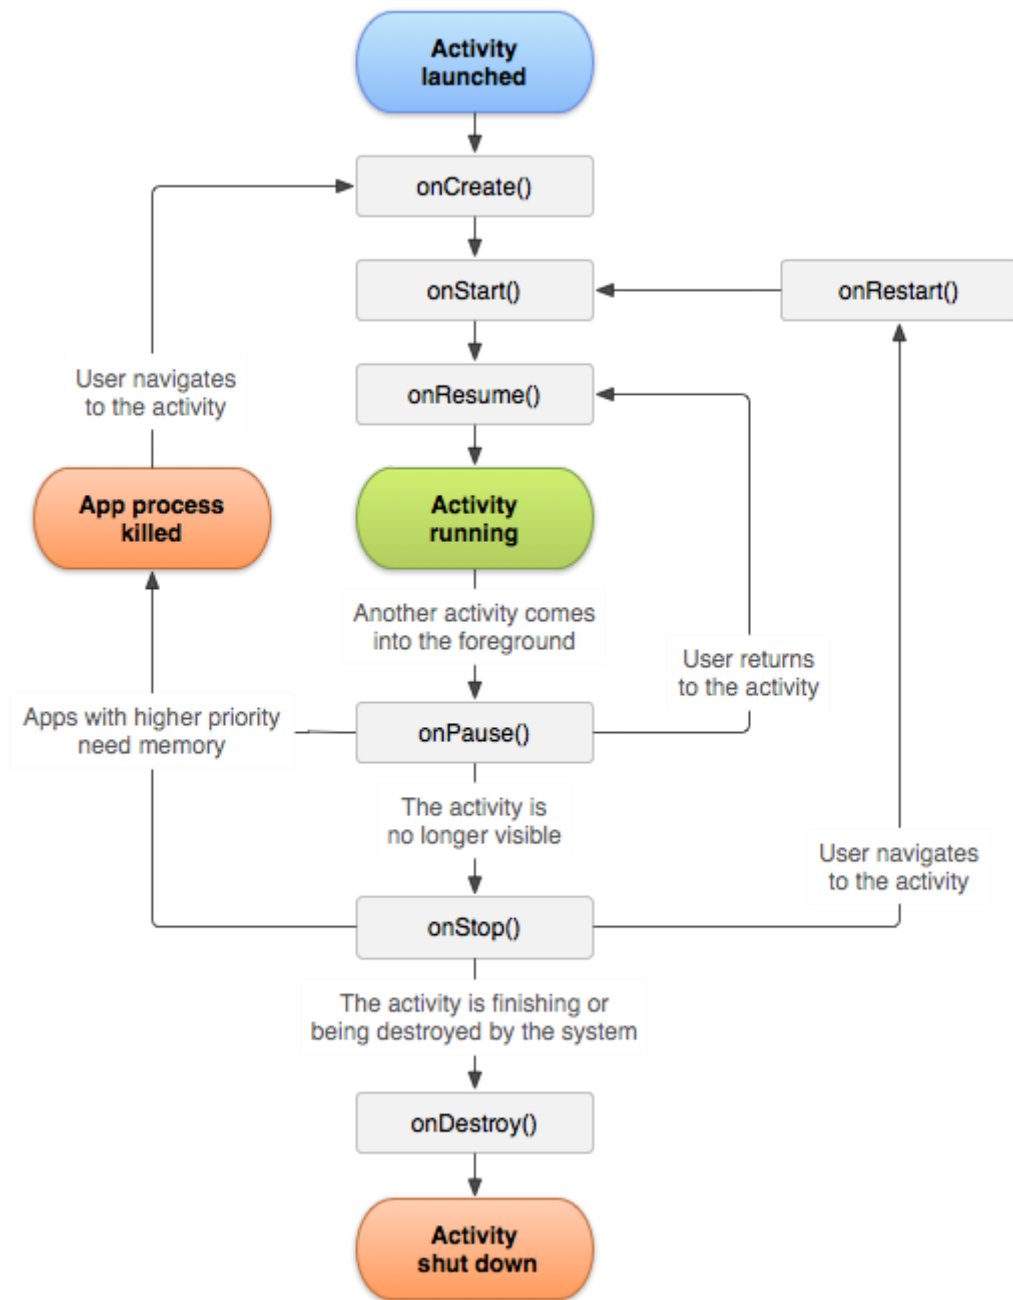 Activity
launched
onCreate()
onStart()
onRestart()
onResume()
User navigates
to the activity
App process
killed
Activity
running
Another activity comes
into the foreground
User returns
to the activity
Apps with higher priority
need memory
onPause()
The activity is
no longer visible
User navigates
to the activity
onStop()
The activity is finishing or
being destroyed by the system
onDestroy()
Activity
shut down